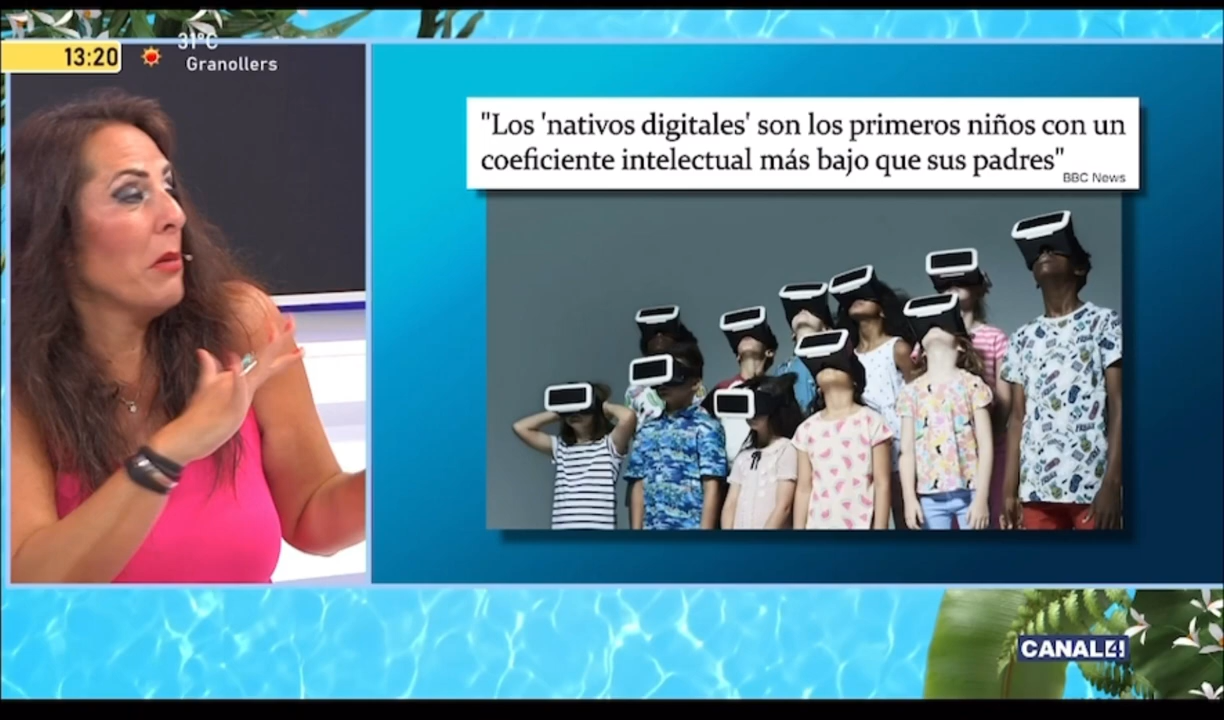 31°C
13:20
Granollers
"Los 'nativos digitales' son los primeros niños con un
coeficiente intelectual más bajo que sus padres"
BBC News
CANAL4